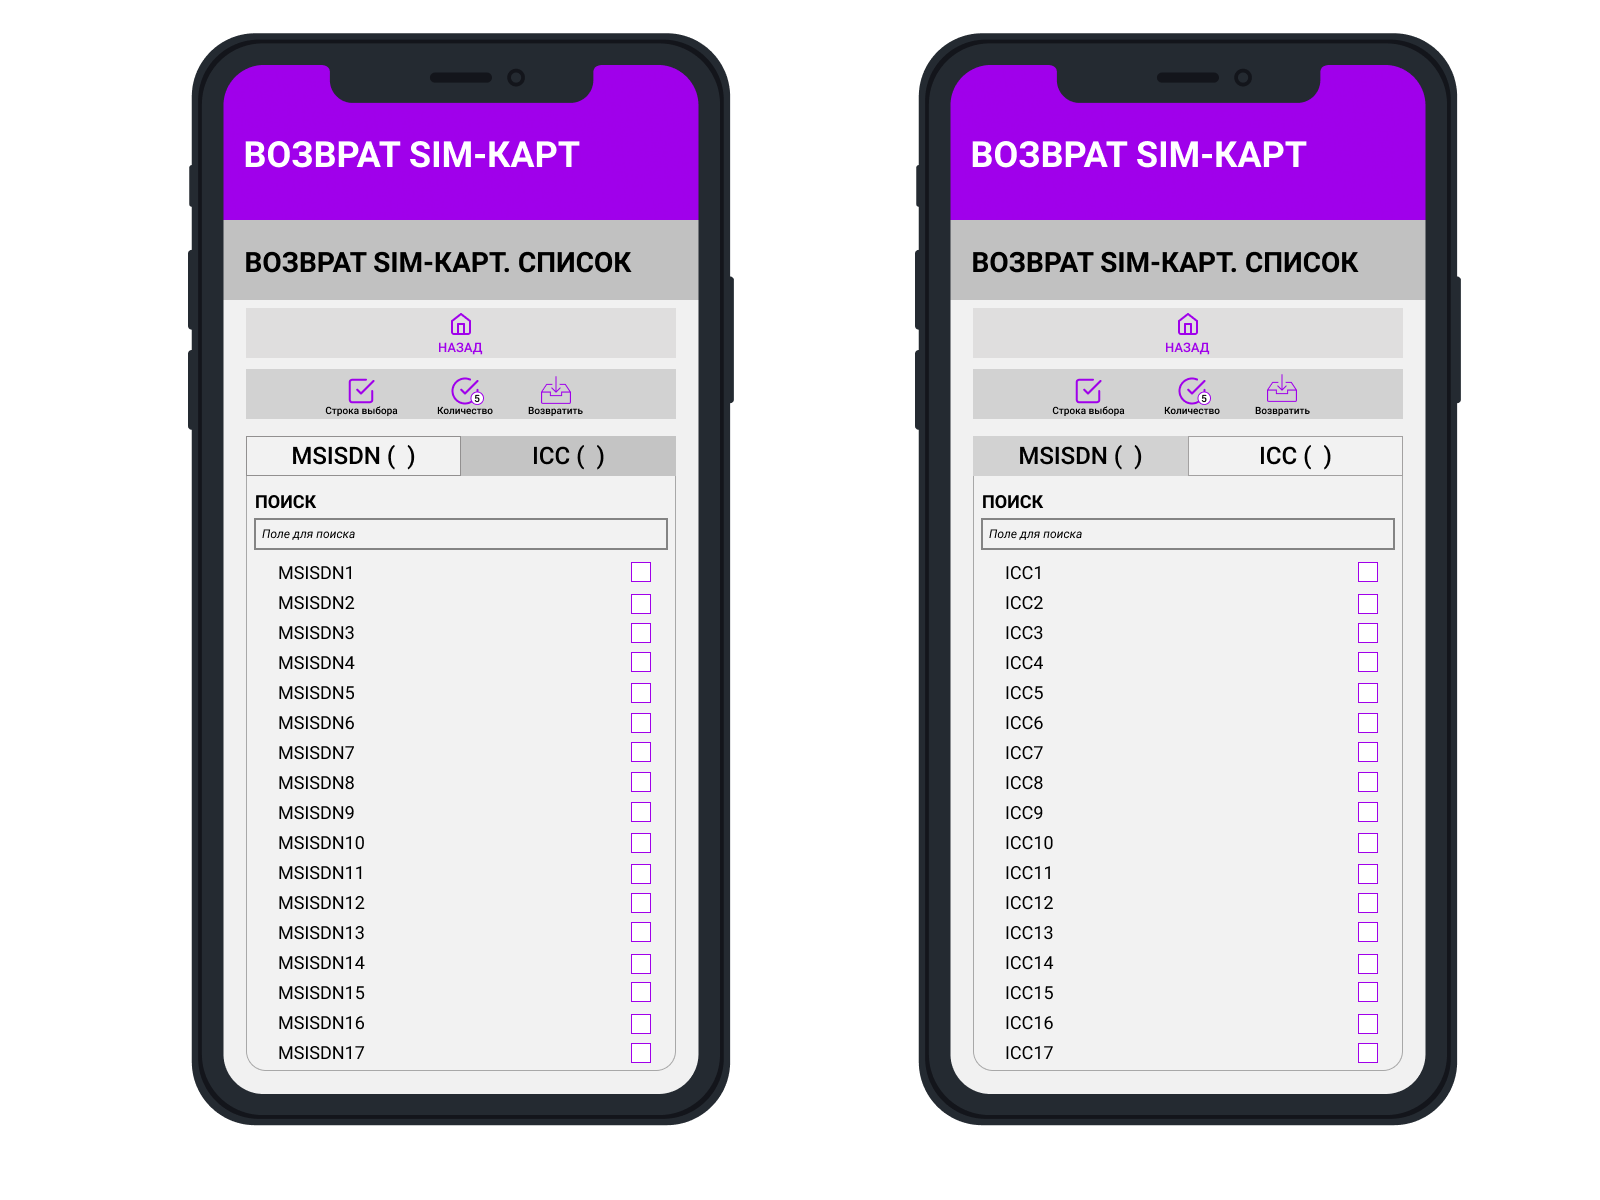 ВОЗВРАТ SIM-КАРТ
ВОЗВРАТ SIM-КАРТ. СПИСОК
НАЗАД
Строка выбора
5
Количество
Возвратить
MSISDN ( )
ICC ( )
ПОИСК
Поле для поиска
MSISDN1
MSISDN2
MSISDN3
MSISDN4
MSISDN5
MSISDN6
MSISDN7
MSISDN8
MSISDN9
MSISDN10
MSISDN11
MSISDN12
MSISDN13
MSISDN14
MSISDN15
MSISDN16
MSISDN17
ВОЗВРАТ SIM-КАРТ
ВОЗВРАТ SIM-КАРТ. СПИСОК
НАЗАД
Строка выбора
5
Количество
Возвратить
MSISDN ( )
ICC ( )
ПОИСК
Поле для поиска
ICC1
ICC2
ICC3
ICC4
ICC5
ICC6
ICC7
ICC8
ICC9
ICC10
ICC11
ICC12
ICC13
ICC14
ICC15
ICC16
ICC17